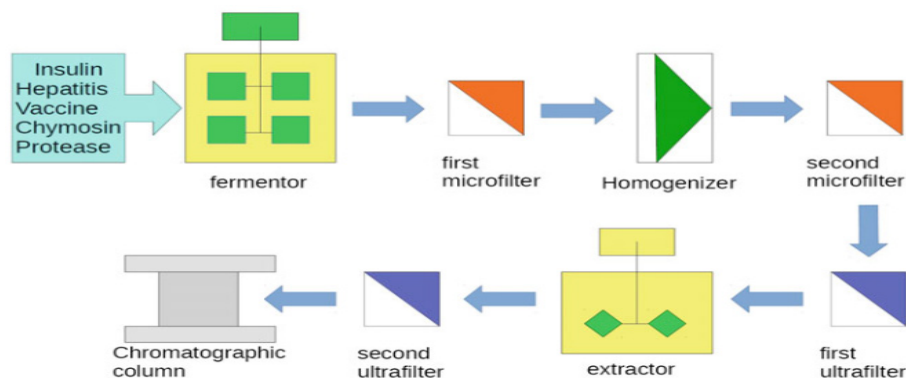 Insulin
Hepatitis
Vaccine
Chymosin
Protease
fermentor
first
microfilter
Homogenizer
second
microfilter
Chromatographic
column
second
ultrafilter
extractor
first
ultrafilter